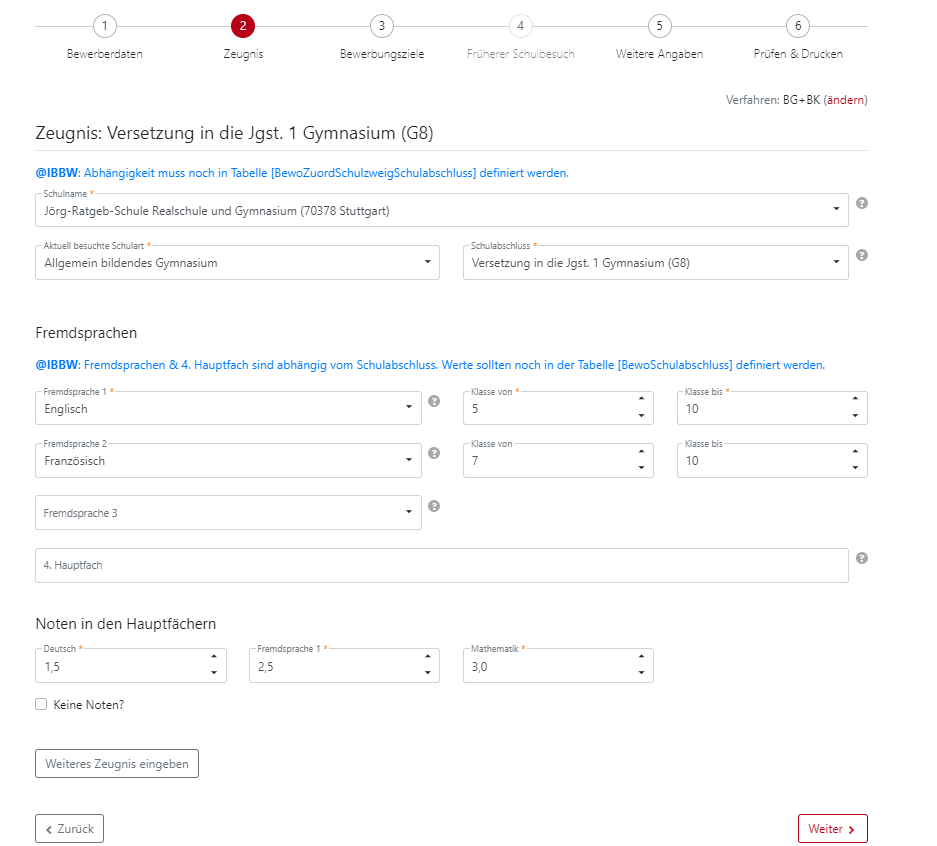 1 2 3 4 5 6
Bewerberdaten Zeugnis Bewerbungsziele Früherer Schulbesuch Weitere Angaben Prüfen & Drucken
Verfahren: BG+BK (ändern)
Zeugnis: Versetzung in die Jgst. 1 Gymnasium (G8)
@IBBW: Abhängigkeit muss noch in Tabelle [BewoZuordSchulzweigSchulabschluss] definiert werden.
Schulname *
Jörg-Ratgeb-Schule Realschule und Gymnasium (70378 Stuttgart) ?
Aktuell besuchte Schulart * Schulabschluss *
Allgemein bildendes Gymnasium Versetzung in die Jgst. 1 Gymnasium (G8) ?
Fremdsprachen
@IBBW: Fremdsprachen & 4. Hauptfach sind abhängig vom Schulabschluss. Werte sollten noch in der Tabelle [BewoSchulabschluss] definiert werden.
Fremdsprache 1 * Klasse von * Klasse bis *
Englisch ? 5 10
Fremdsprache 2 Klasse von Klasse bis
Französisch ? 7 10
Fremdsprache 3 ?
4. Hauptfach ?
Noten in den Hauptfächern
Deutsch * Fremdsprache 1 * Mathematik *
1,5 2,5 3,0
Keine Noten?
Weiteres Zeugnis eingeben
Zurück Weiter